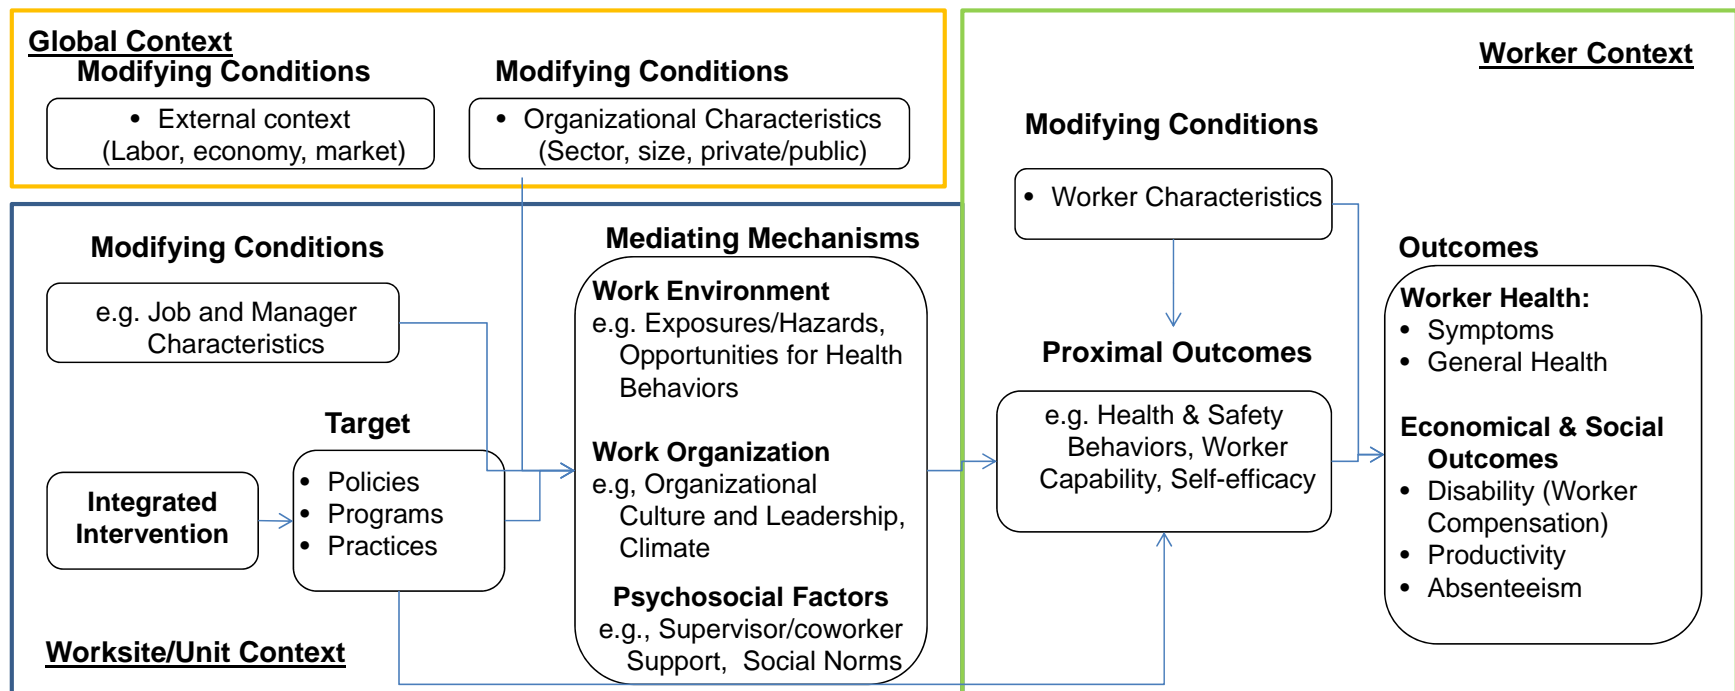 Global Context
Modifying Conditions
• External context
(Labor, economy, market)
Modifying Conditions
• Organizational Characteristics
(Sector, size, private/public)
Worker Context
Modifying Conditions
• Worker Characteristics
Modifying Conditions
e.g. Job and Manager
Characteristics
Target
Integrated
Intervention
• Policies
• Programs
• Practices
Worksite/Unit Context
Mediating Mechanisms
Work Environment
e.g. Exposures/Hazards,
Opportunities for Health
Behaviors
Work Organization
e.g, Organizational
Culture and Leadership,
Climate
Psychosocial Factors
e.g., Supervisor/coworker
Support, Social Norms
Proximal Outcomes
e.g. Health & Safety
Behaviors, Worker
Capability, Self-efficacy
Outcomes
Worker Health:
• Symptoms
• General Health
Economical & Social
Outcomes
• Disability (Worker
Compensation)
• Productivity
• Absenteeism